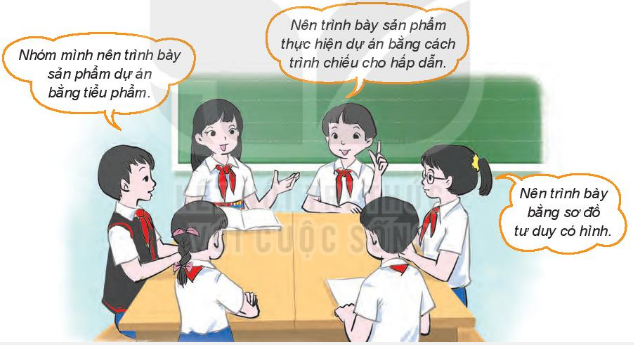 Nhóm mình nên trình bày
sản phẩm dự án
bằng tiểu phẩm.
Nên trình bày sản phẩm
thực hiện dự án bằng cách
trình chiếu cho hấp dẫn.
Nên trình bày
bằng sơ đồ
tư duy có hình.
CUỘC SỐNG